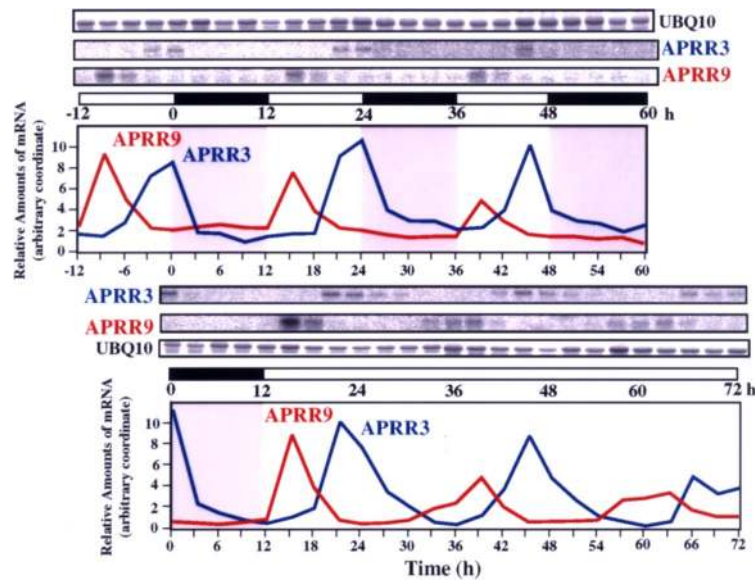 UBQ10
APRR3
APRR9
-12 0 12 24 36 48 60 h
Relative Amounts of mRNA
(arbitrary coordinate)
10
8
6
4
2
0
APRR9
APRR3
-12 -6 0 6 12 18 24 30 36 42 48 54 60
APRR3
APRR9
UBQ10
0 12 24 36 48 60 72 h
Relative Amounts of mRNA
(arbitrary coordinate)
10
8
6
4
2
0
APRR9
APRR3
0 6 12 18 24 30 36 42 48 54 60 66 72
Time (h)